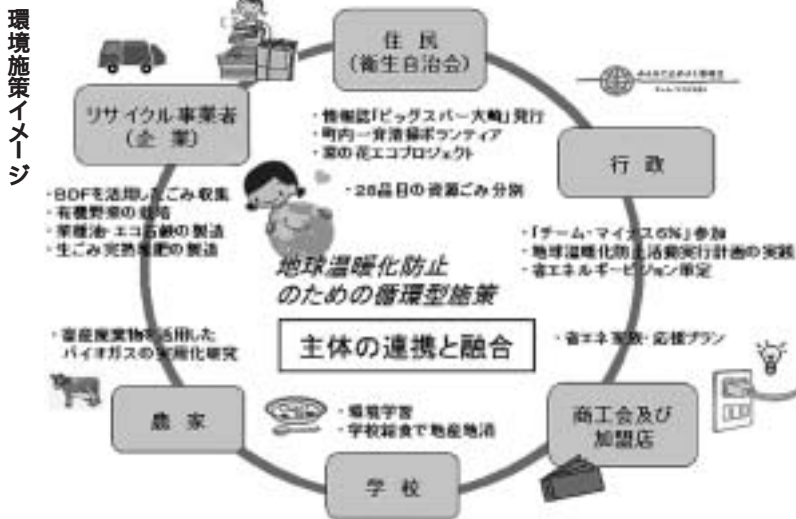 環境施策イメージ
住 民
(衛生自治会)
・情報誌「ビッグスバー大崎」発行
・町内一斉清掃ボランティア
・菜の花エコプロジェクト
・28品目の資源ごみ分別
リサイクル事業者
(企 業)
・BDFを活用したごみ収集
・有機野菜の栽培
・菜種油・エコ石鹸の製造
・生ごみ完熟堆肥の製造
行 政
・「チーム・マイナス6%」参加
・地球温暖化防止活動実行計画の実践
・省エネルギービジョン策定
地球温暖化防止
のための循環型施策
主体の連携と融合
・畜産廃棄物を活用した
バイオガスの実用化研究
・省エネ家族・応援プラン
農 家
・環境学習
・学校給食で地産地消
商工会及び
加盟店
学 校